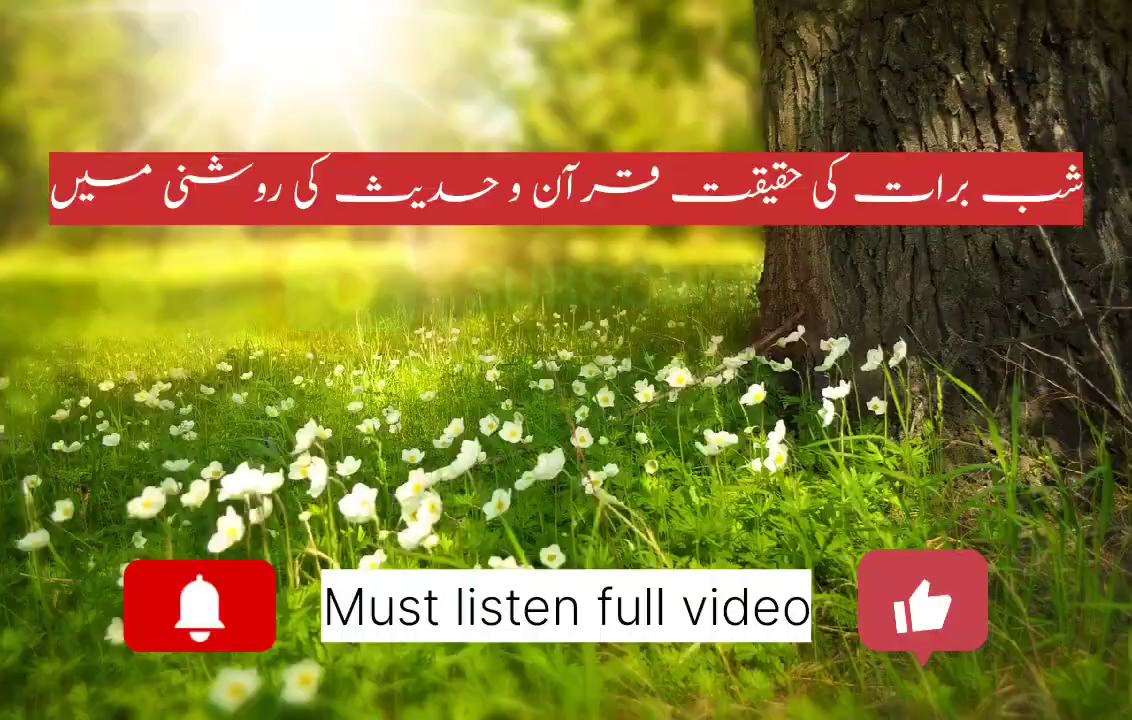 شب برات کی حقیقت قرآن و حدیث کی روشنی میں
Must listen full video